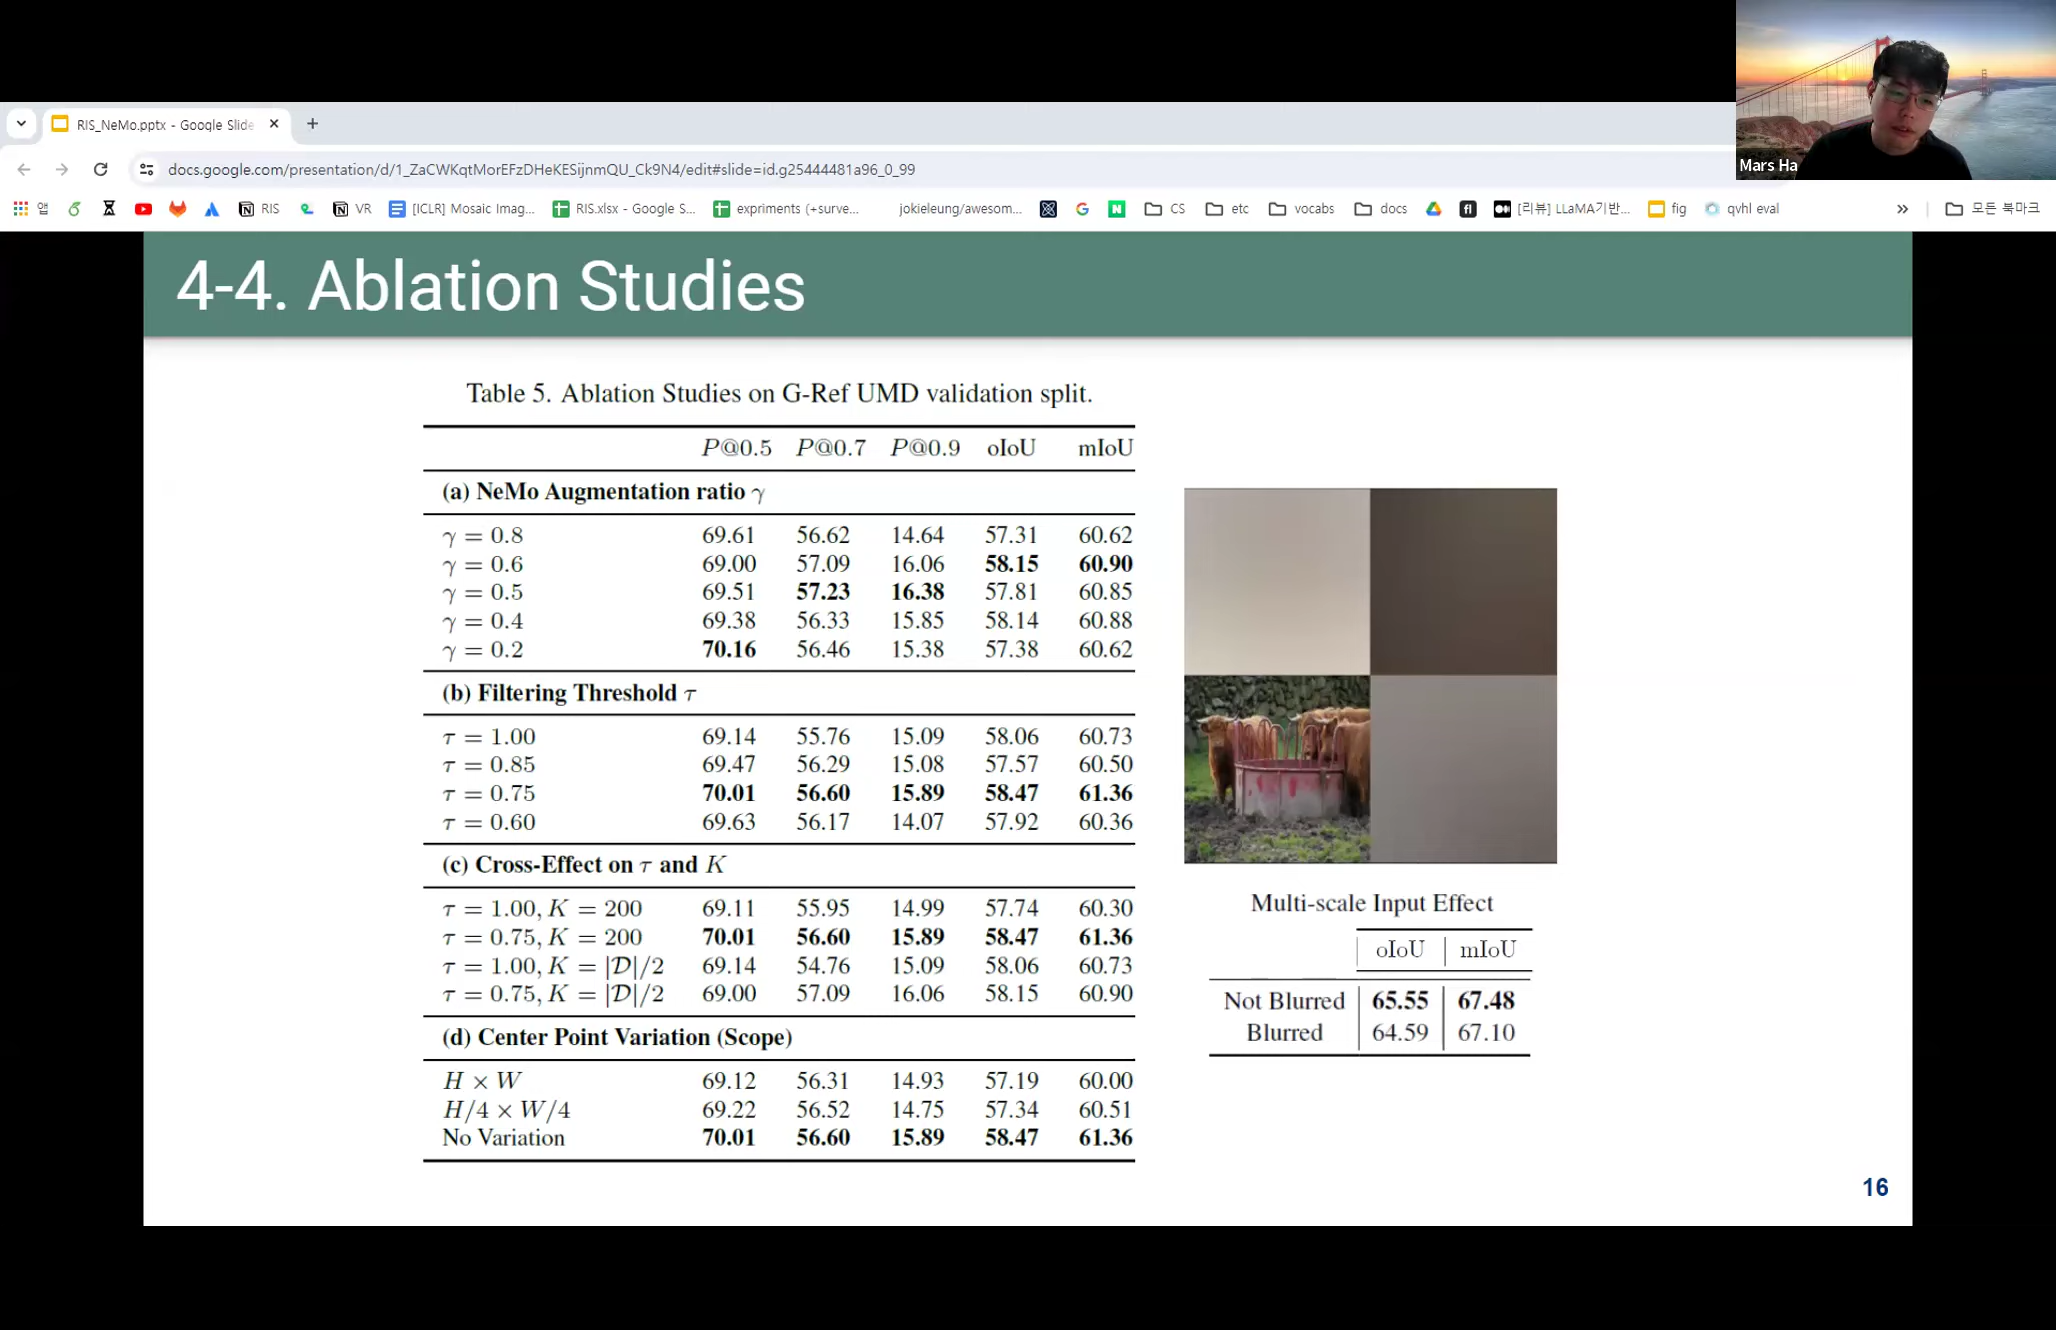 Mars Ha
RIS_NeMo.pptx - Google Slide
docs.google.com/presentation/d/1_ZaCWKqtMorEFzDHeKESijnmQU_Ck9N4/edit#slide=id.g25444481a96_0_99
앱 RIS VR [ICLR] Mosaic Imag... RIS.xlsx - Google S... expriments (+surve... jokieleung/awesom... CS etc vocabs docs [리뷰] LLaMA기반... fig qvhl eval » 모든 북마크
4-4. Ablation Studies
Table 5. Ablation Studies on G-Ref UMD validation split.
P@0.5 P@0.7 P@0.9 oIoU mIoU
(a) NeMo Augmentation ratio γ
γ = 0.8 69.61 56.62 14.64 57.31 60.62
γ = 0.6 69.00 57.09 16.06 58.15 60.90
γ = 0.5 69.51 57.23 16.38 57.81 60.85
γ = 0.4 69.38 56.33 15.85 58.14 60.88
γ = 0.2 70.16 56.46 15.38 57.38 60.62
(b) Filtering Threshold τ
τ = 1.00 69.14 55.76 15.09 58.06 60.73
τ = 0.85 69.47 56.29 15.08 57.57 60.50
τ = 0.75 70.01 56.60 15.89 58.47 61.36
τ = 0.60 69.63 56.17 14.07 57.92 60.36
(c) Cross-Effect on τ and K
τ = 1.00, K = 200 69.11 55.95 14.99 57.74 60.30
τ = 0.75, K = 200 70.01 56.60 15.89 58.47 61.36
τ = 1.00, K = |D|/2 69.14 54.76 15.09 58.06 60.73
τ = 0.75, K = |D|/2 69.00 57.09 16.06 58.15 60.90
(d) Center Point Variation (Scope)
H × W 69.12 56.31 14.93 57.19 60.00
H/4 × W/4 69.22 56.52 14.75 57.34 60.51
No Variation 70.01 56.60 15.89 58.47 61.36
Multi-scale Input Effect
oIoU mIoU
Not Blurred 65.55 67.48
Blurred 64.59 67.10
16